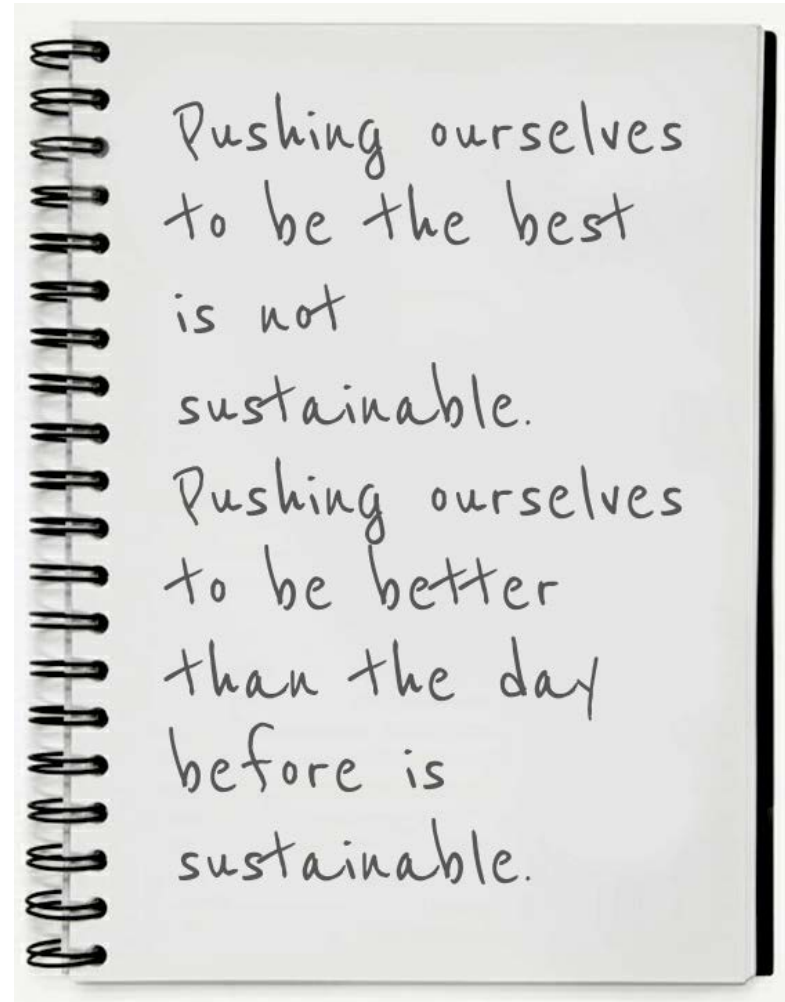 Pushing ourselves
to be the best
is not
sustainable.
Pushing ourselves
to be better
than the day
before is
sustainable.